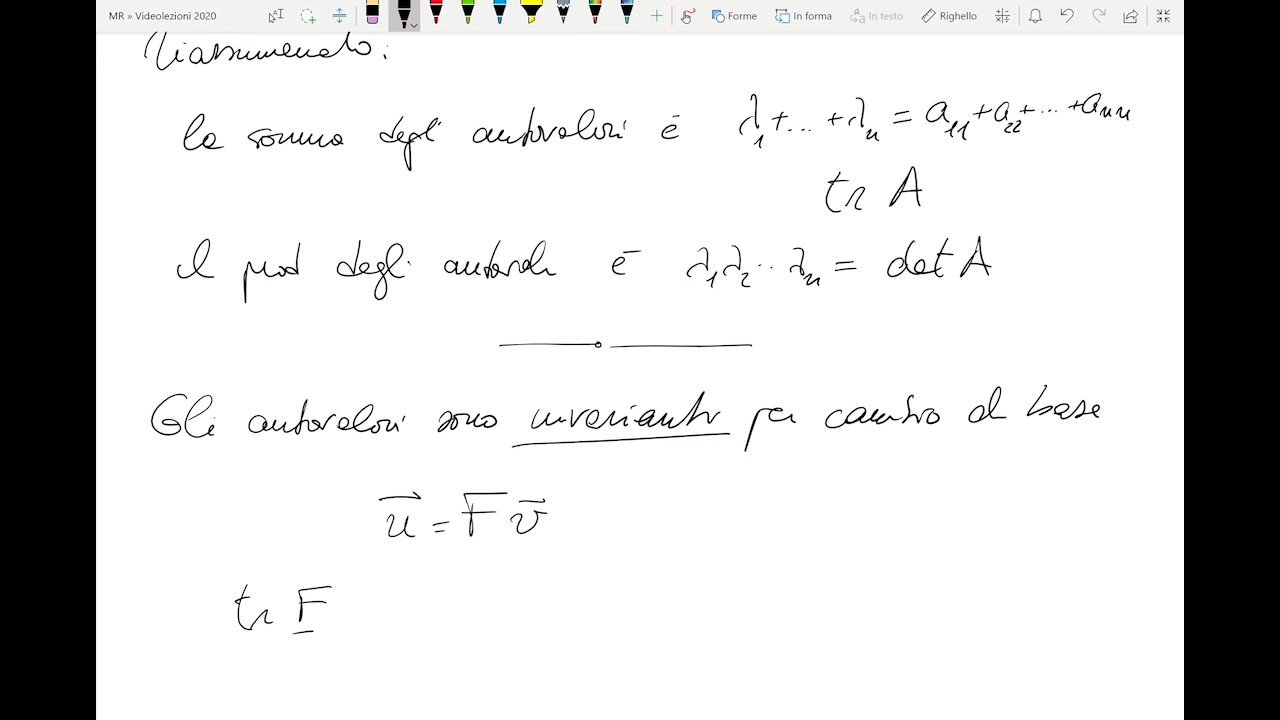 MR » Videolezioni 2020 Forme In forma In testo Righello
Riassumendo:
la somma degli autovalori è λ₁+...+λₙ = a₁₁+a₂₂+...+aₙₙ
tr A
Il prod degli autovalori è λ₁λ₂..λₙ = det A
Gli autovalori sono invarianti per cambio di base
u⃗ = F v⃗
tr F